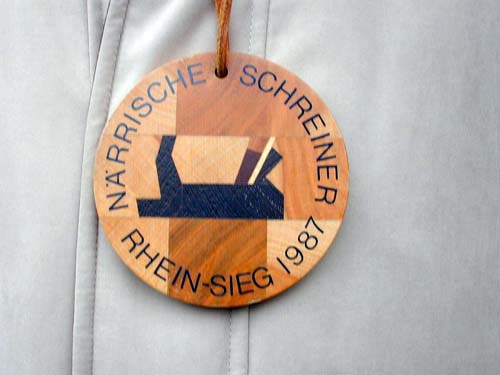 NÄRRISCHE SCHREINER
RHEIN-SIEG 1987